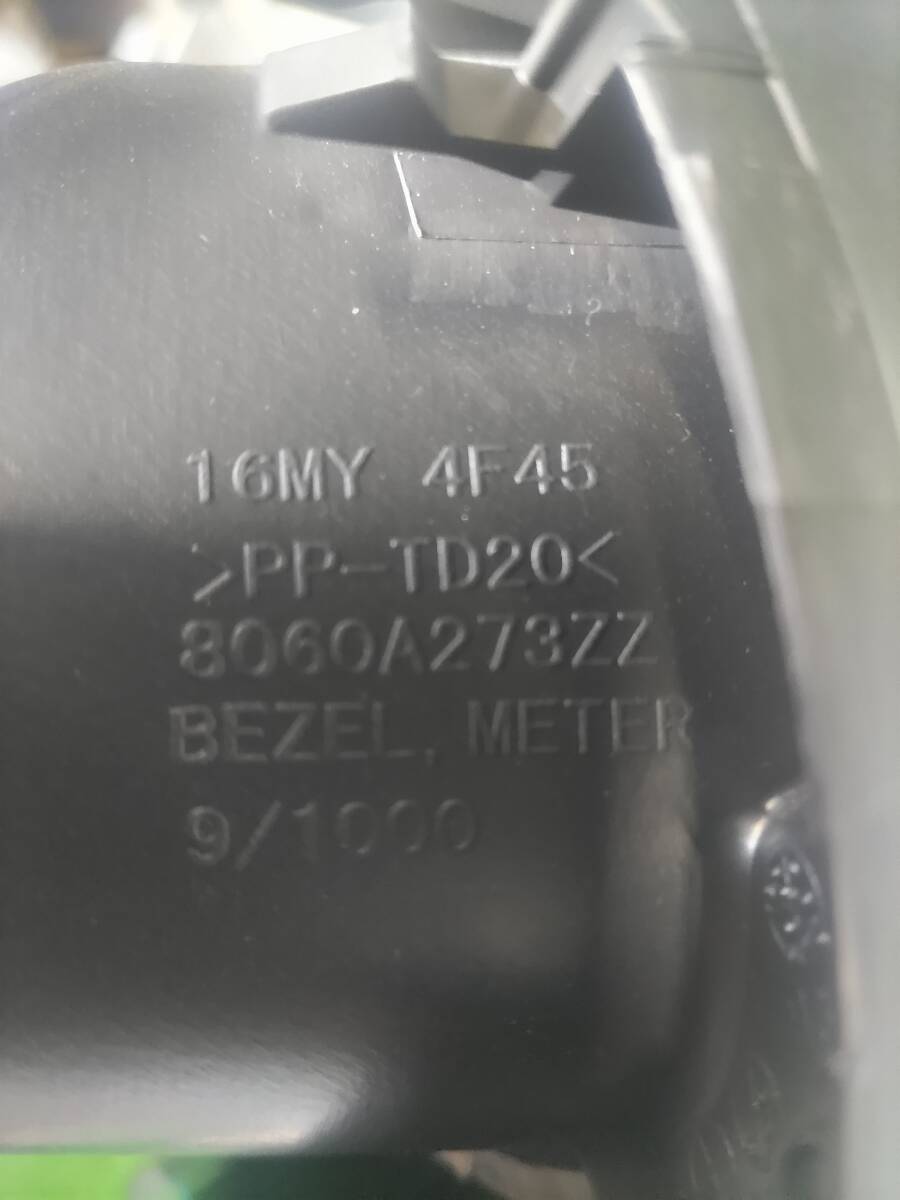 16MY 4F45
>PP-TD20<
8060A273ZZ
BEZEL, METER
9/1000